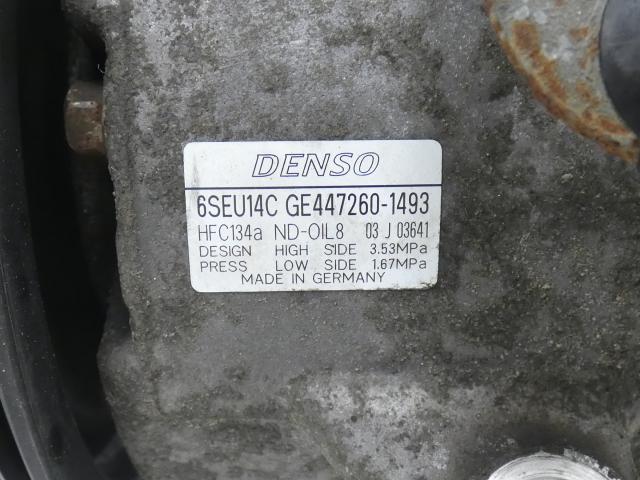 DENSO
6SEU14C GE447260-1493
HFC134a ND-OIL8 03 J 03641
DESIGN HIGH SIDE 3.53MPa
PRESS LOW SIDE 1.67MPa
MADE IN GERMANY